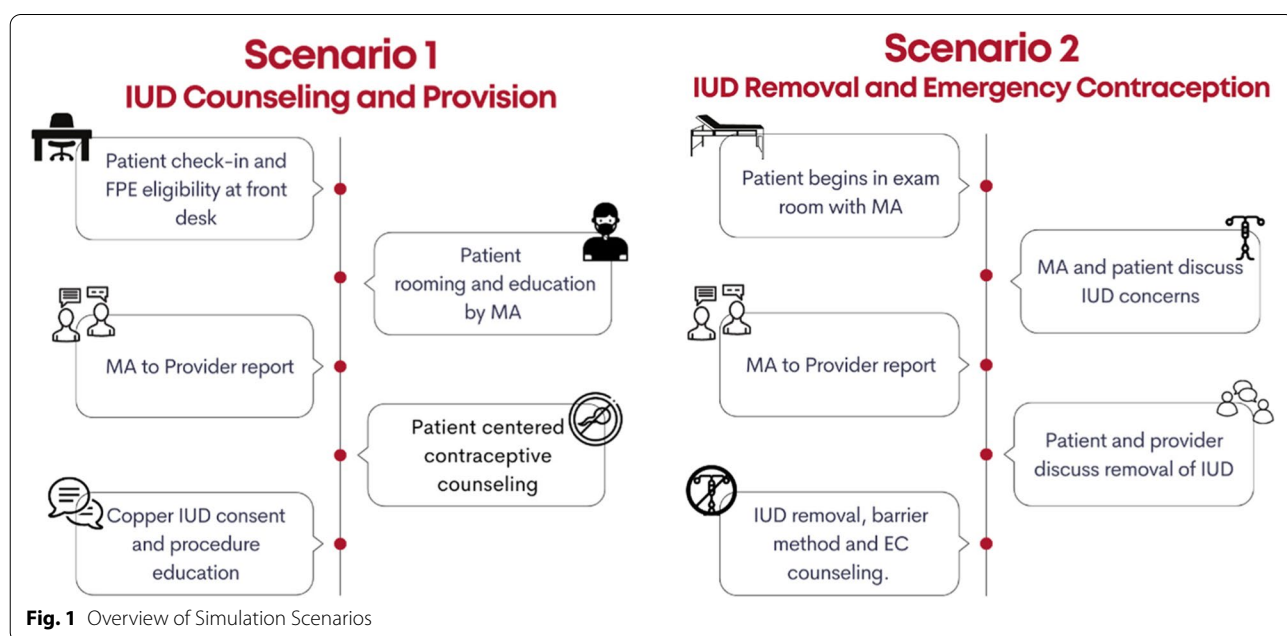 Scenario 1
IUD Counseling and Provision
Patient check-in and
FPE eligibility at front
desk
Patient
rooming and education
by MA
MA to Provider report
Patient centered
contraceptive
counseling
Copper IUD consent
and procedure
education
Scenario 2
IUD Removal and Emergency Contraception
Patient begins in exam
room with MA
MA and patient discuss
IUD concerns
MA to Provider report
Patient and provider
discuss removal of IUD
IUD removal, barrier
method and EC
counseling.
Fig. 1 Overview of Simulation Scenarios